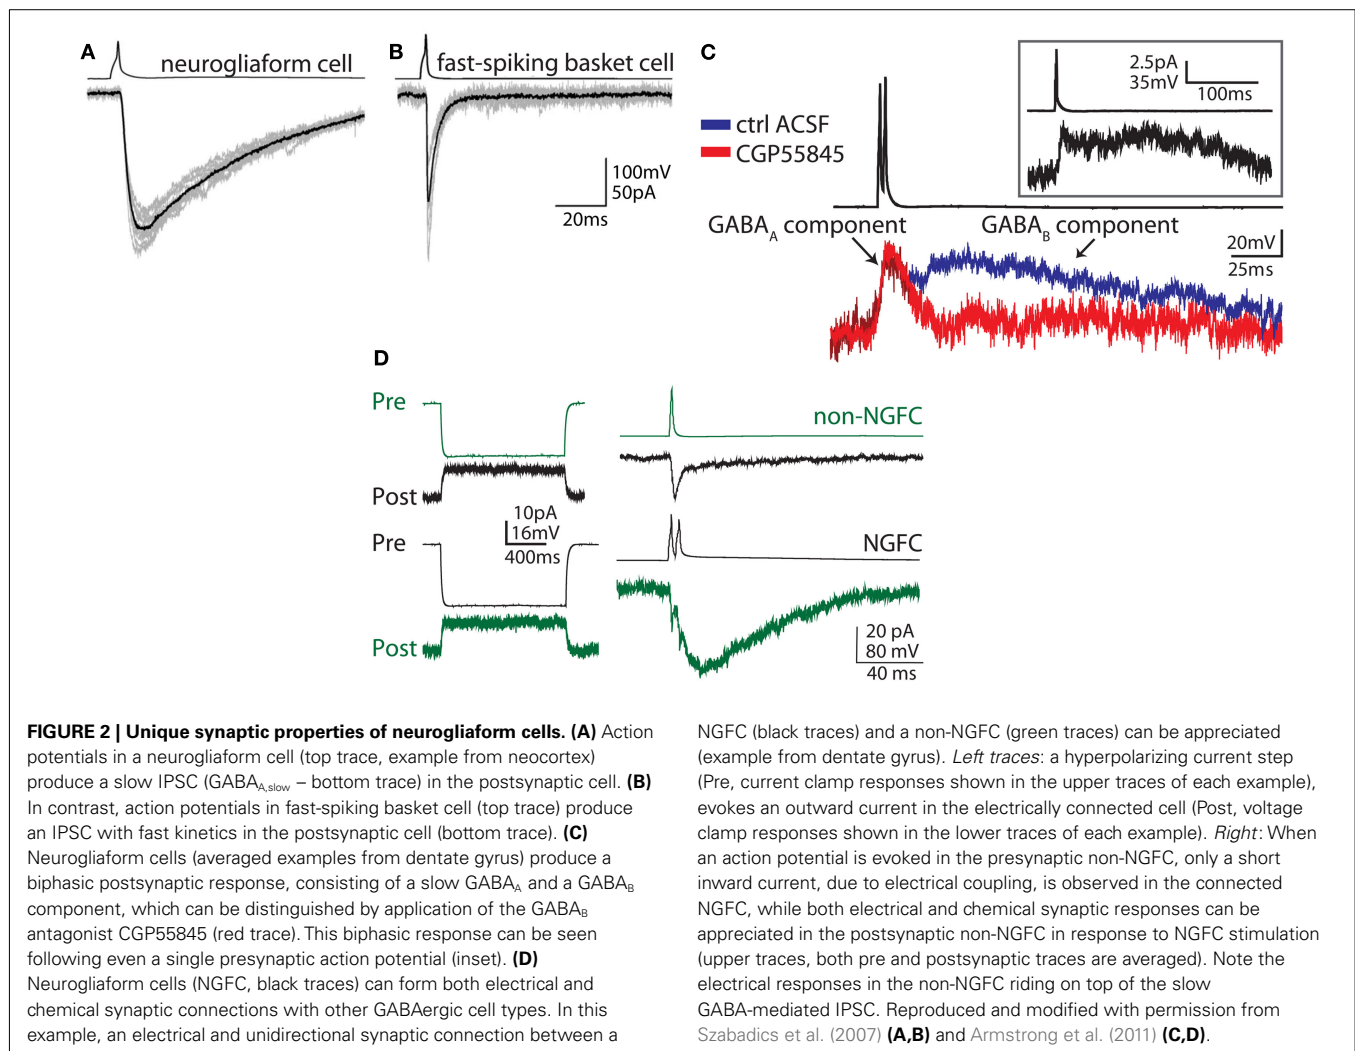 A
neurogliaform cell
B
fast-spiking basket cell
100mV
50pA
20ms
C
ctrl ACSF
CGP55845
2.5pA
35mV
100ms
GABAA component
GABAB component
20mV
25ms
D
Pre
Post
10pA
16mV
400ms
Pre
Post
non-NGFC
NGFC
20 pA
80 mV
40 ms
FIGURE 2 | Unique synaptic properties of neurogliaform cells. (A) Action
potentials in a neurogliaform cell (top trace, example from neocortex)
produce a slow IPSC (GABAA,slow – bottom trace) in the postsynaptic cell. (B)
In contrast, action potentials in fast-spiking basket cell (top trace) produce
an IPSC with fast kinetics in the postsynaptic cell (bottom trace). (C)
Neurogliaform cells (averaged examples from dentate gyrus) produce a
biphasic postsynaptic response, consisting of a slow GABAA and a GABAB
component, which can be distinguished by application of the GABAB
antagonist CGP55845 (red trace). This biphasic response can be seen
following even a single presynaptic action potential (inset). (D)
Neurogliaform cells (NGFC, black traces) can form both electrical and
chemical synaptic connections with other GABAergic cell types. In this
example, an electrical and unidirectional synaptic connection between a
NGFC (black traces) and a non-NGFC (green traces) can be appreciated
(example from dentate gyrus). Left traces: a hyperpolarizing current step
(Pre, current clamp responses shown in the upper traces of each example),
evokes an outward current in the electrically connected cell (Post, voltage
clamp responses shown in the lower traces of each example). Right: When
an action potential is evoked in the presynaptic non-NGFC, only a short
inward current, due to electrical coupling, is observed in the connected
NGFC, while both electrical and chemical synaptic responses can be
appreciated in the postsynaptic non-NGFC in response to NGFC stimulation
(upper traces, both pre and postsynaptic traces are averaged). Note the
electrical responses in the non-NGFC riding on top of the slow
GABA-mediated IPSC. Reproduced and modified with permission from
Szabadics et al. (2007) (A,B) and Armstrong et al. (2011) (C,D).